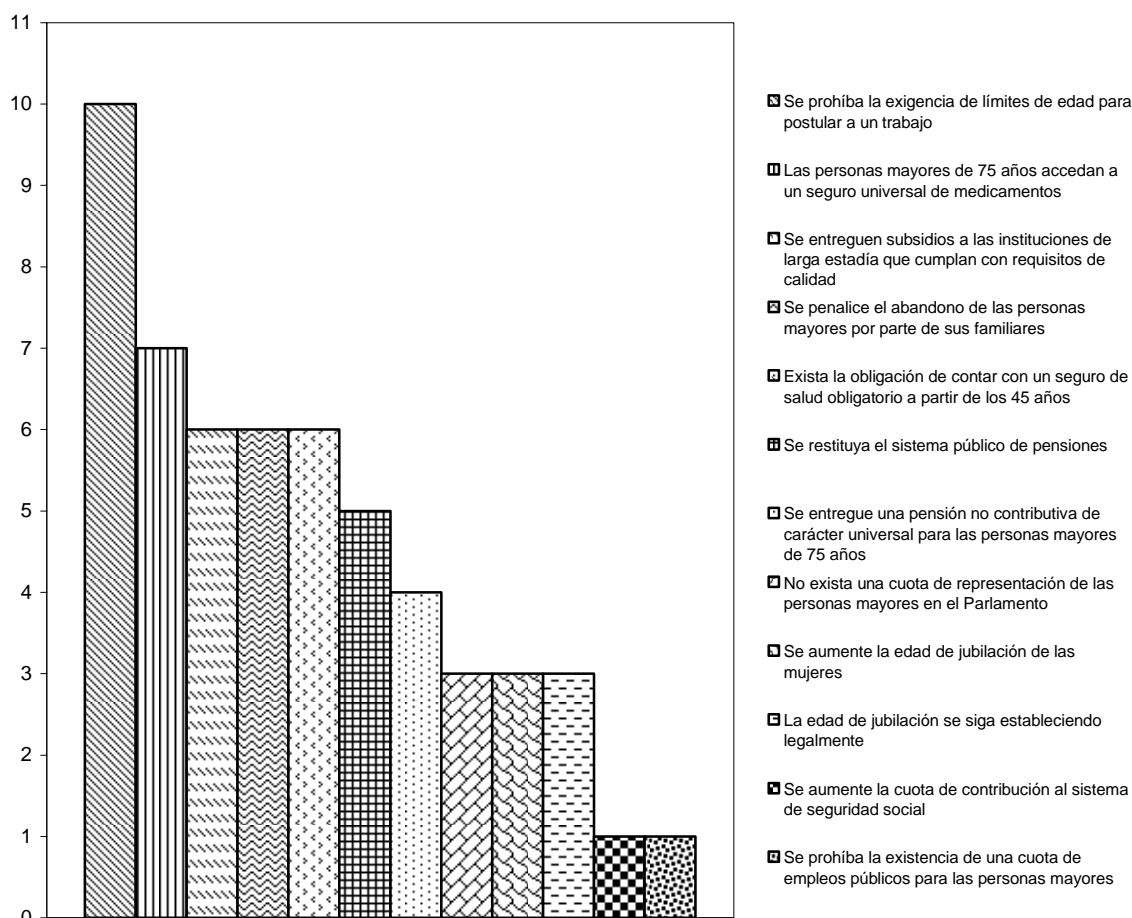 11
10
9
8
7
6
5
4
3
2
1
0
Se prohíba la exigencia de límites de edad para
postular a un trabajo
Las personas mayores de 75 años accedan a
un seguro universal de medicamentos
Se entreguen subsidios a las instituciones de
larga estadía que cumplan con requisitos de
calidad
Se penalice el abandono de las personas
mayores por parte de sus familiares
Exista la obligación de contar con un seguro de
salud obligatorio a partir de los 45 años
Se restituya el sistema público de pensiones
Se entregue una pensión no contributiva de
carácter universal para las personas mayores
de 75 años
No exista una cuota de representación de las
personas mayores en el Parlamento
Se aumente la edad de jubilación de las
mujeres
La edad de jubilación se siga estableciendo
legalmente
Se aumente la cuota de contribución al sistema
de seguridad social
Se prohíba la existencia de una cuota de
empleos públicos para las personas mayores